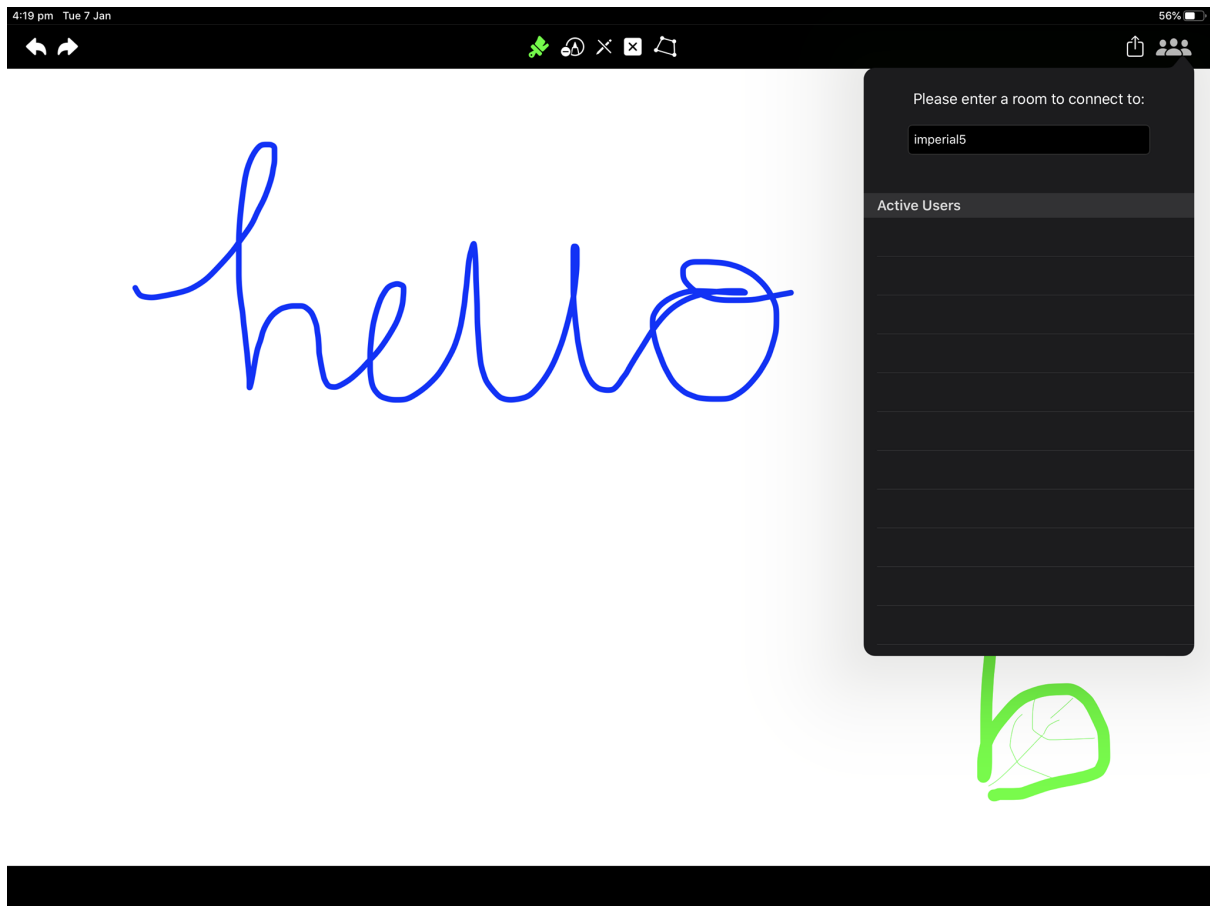 4:19 pm Tue 7 Jan 56%
Please enter a room to connect to:
imperial5
Active Users
hello